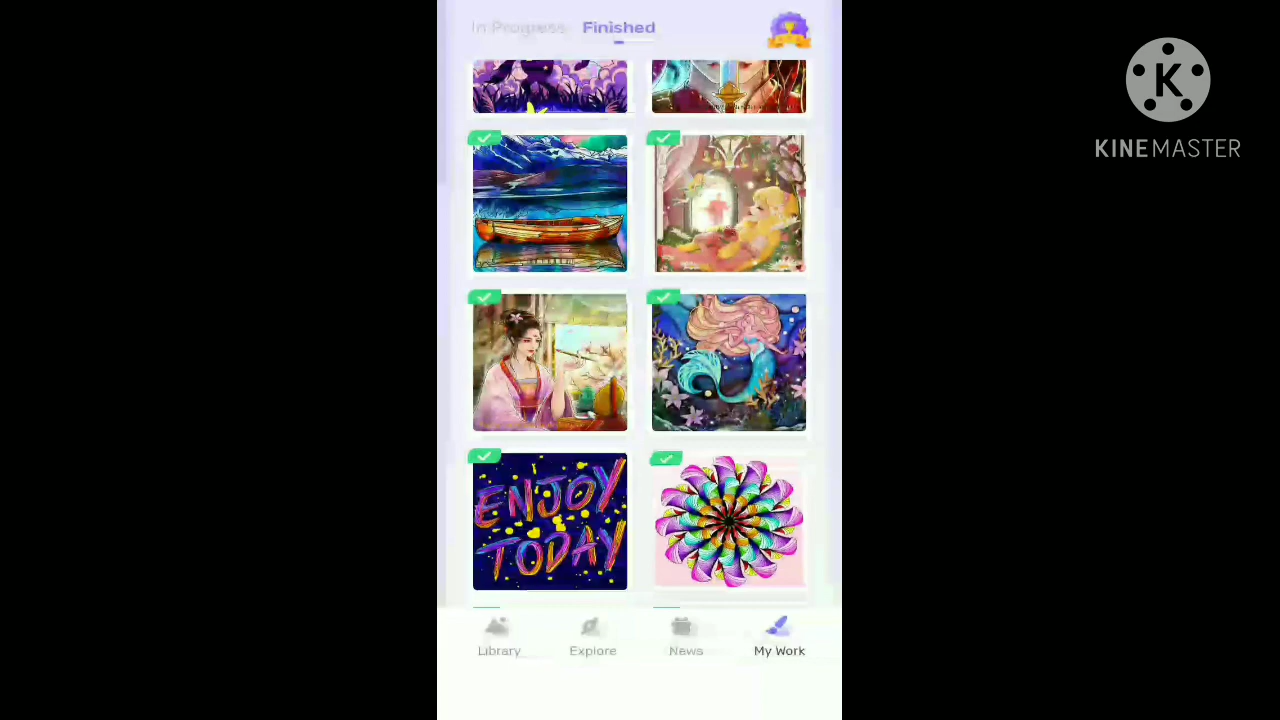 In Progress Finished
KINEMASTER
ENJOY
TODAY
Library Explore News My Work